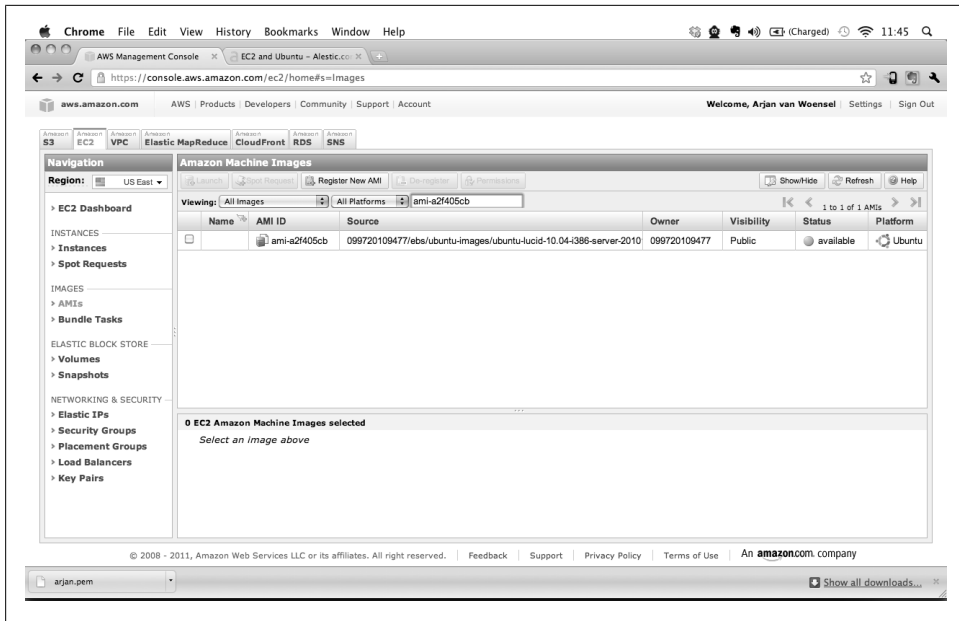 Chrome File Edit View History Bookmarks Window Help (Charged) 11:45
AWS Management Console × EC2 and Ubuntu – Alestic.co ×
https://console.aws.amazon.com/ec2/home#s=Images
aws.amazon.com AWS | Products | Developers | Community | Support | Account Welcome, Arjan van Woensel | Settings | Sign Out
Amazon S3 Amazon EC2 Amazon VPC Amazon Elastic MapReduce Amazon CloudFront Amazon RDS Amazon SNS
Navigation
Region: US East
> EC2 Dashboard
INSTANCES
> Instances
> Spot Requests
IMAGES
> AMIs
> Bundle Tasks
ELASTIC BLOCK STORE
> Volumes
> Snapshots
NETWORKING & SECURITY
> Elastic IPs
> Security Groups
> Placement Groups
> Load Balancers
> Key Pairs
Amazon Machine Images
Launch Spot Request Register New AMI De-register Permissions Show/Hide Refresh Help
Viewing: All Images All Platforms ami-a2f405cb 1 to 1 of 1 AMIs
Name AMI ID Source Owner Visibility Status Platform
ami-a2f405cb 099720109477/ebs/ubuntu-images/ubuntu-lucid-10.04-i386-server-2010 099720109477 Public available Ubuntu
0 EC2 Amazon Machine Images selected
Select an image above
© 2008 - 2011, Amazon Web Services LLC or its affiliates. All right reserved. | Feedback | Support | Privacy Policy | Terms of Use An amazon.com. company
arjan.pem Show all downloads... ×